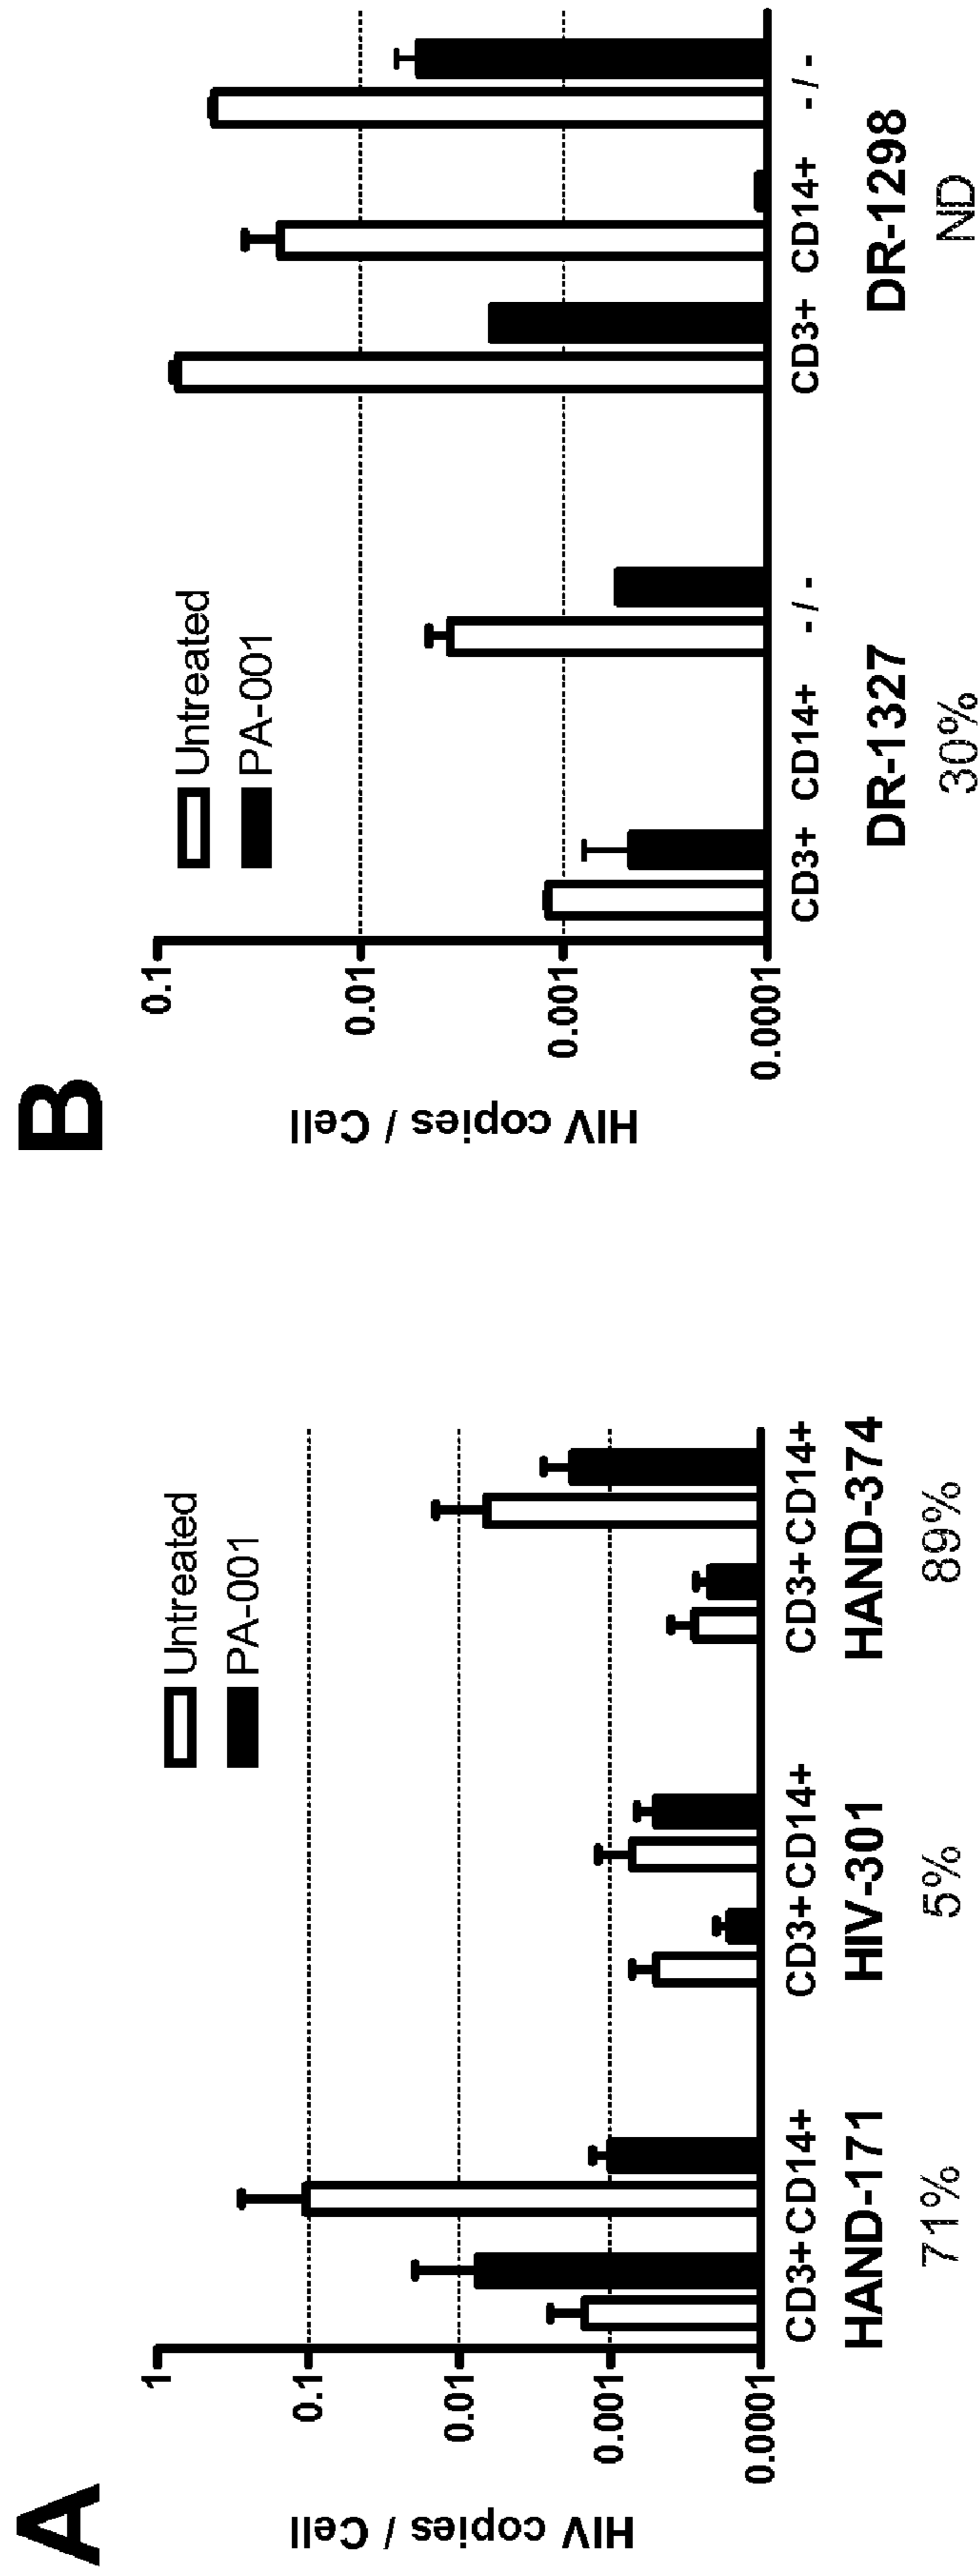 A
HIV copies / Cell
1
0.1
0.01
0.001
0.0001
Untreated
PA-001
CD3+ CD14+ CD3+ CD14+ CD3+ CD14+
HAND-171 HIV-301 HAND-374
71% 5% 89%
B
HIV copies / Cell
0.1
0.01
0.001
0.0001
Untreated
PA-001
CD3+ CD14+ - / - CD3+ CD14+ - / -
DR-1327 DR-1298
30% ND